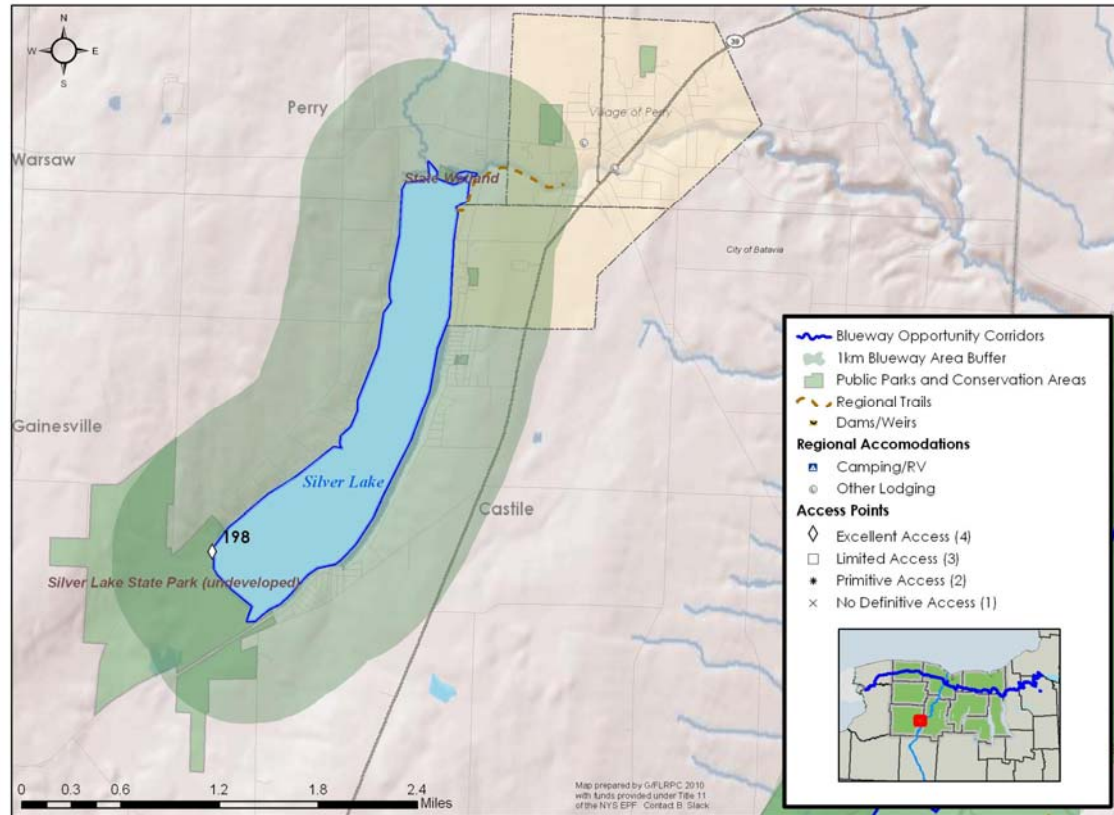 N
W E
S
39
Perry
Village of Perry
Warsaw
State Wetland
City of Batavia
Gainesville
Silver Lake
Castile
198
Silver Lake State Park (undeveloped)
Blueway Opportunity Corridors
1km Blueway Area Buffer
Public Parks and Conservation Areas
Regional Trails
Dams/Weirs
Regional Accomodations
Camping/RV
Other Lodging
Access Points
Excellent Access (4)
Limited Access (3)
Primitive Access (2)
No Definitive Access (1)
0 0.3 0.6 1.2 1.8 2.4
Miles
Map prepared by G/FLRPC 2010
with funds provided under Title 11
of the NYS EPF. Contact B. Slack